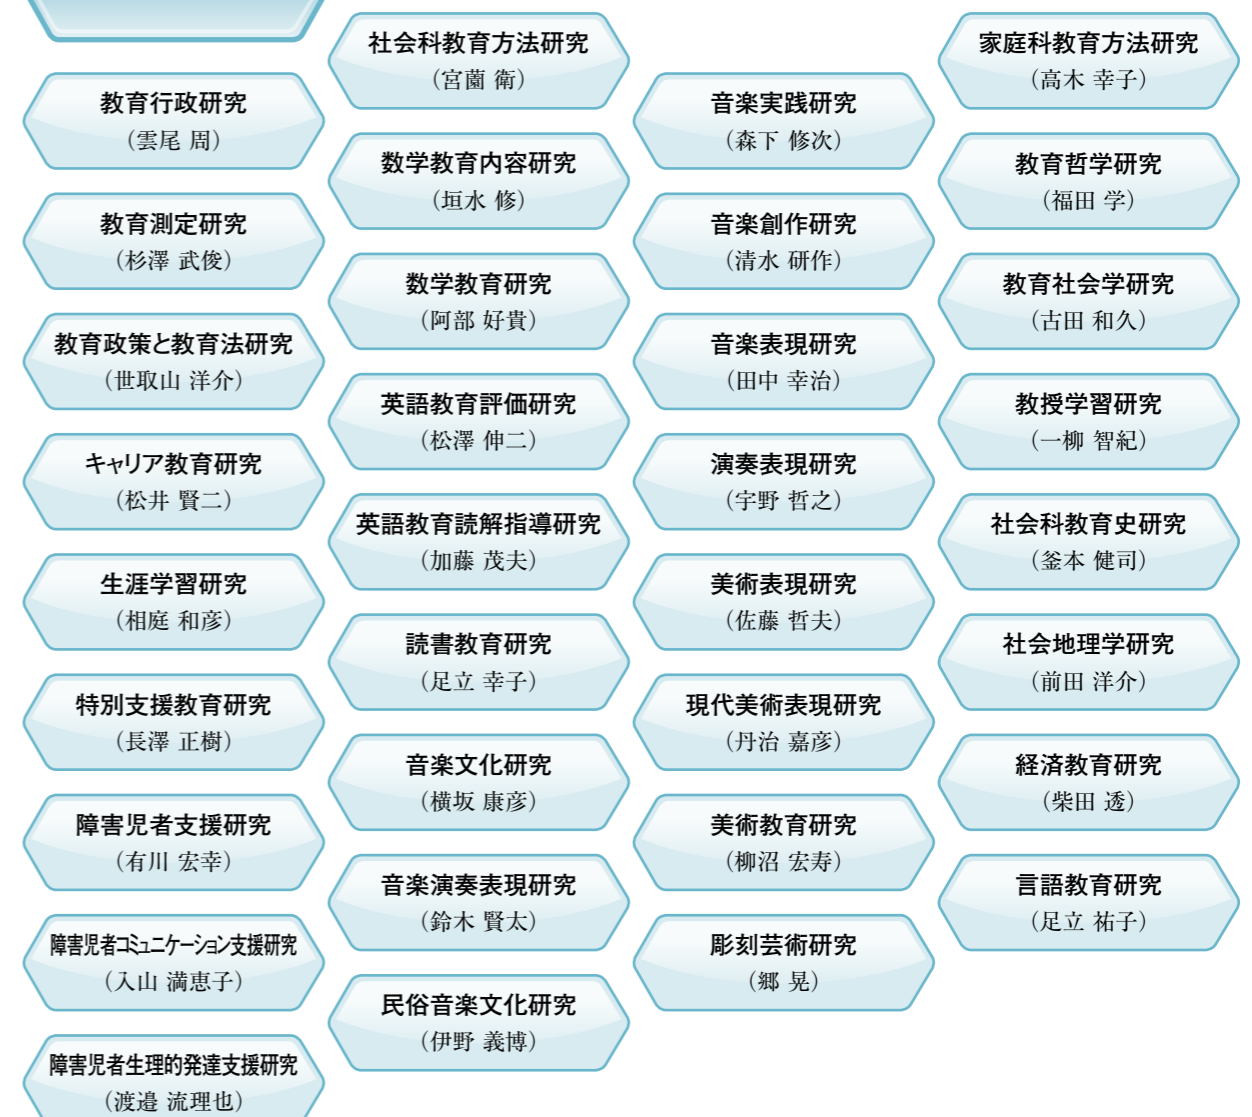 教育行政研究
（雲尾 周）
教育測定研究
（杉澤 武俊）
教育政策と教育法研究
（世取山 洋介）
キャリア教育研究
（松井 賢二）
生涯学習研究
（相庭 和彦）
特別支援教育研究
（長澤 正樹）
障害児者支援研究
（有川 宏幸）
障害児者コミュニケーション支援研究
（入山 満恵子）
障害児者生理的発達支援研究
（渡邉 流理也）
社会科教育方法研究
（宮薗 衛）
数学教育内容研究
（垣水 修）
数学教育研究
（阿部 好貴）
英語教育評価研究
（松澤 伸二）
英語教育読解指導研究
（加藤 茂夫）
読書教育研究
（足立 幸子）
音楽文化研究
（横坂 康彦）
音楽演奏表現研究
（鈴木 賢太）
民俗音楽文化研究
（伊野 義博）
音楽実践研究
（森下 修次）
音楽創作研究
（清水 研作）
音楽表現研究
（田中 幸治）
演奏表現研究
（宇野 哲之）
美術表現研究
（佐藤 哲夫）
現代美術表現研究
（丹治 嘉彦）
美術教育研究
（柳沼 宏寿）
彫刻芸術研究
（郷 晃）
家庭科教育方法研究
（高木 幸子）
教育哲学研究
（福田 学）
教育社会学研究
（古田 和久）
教授学習研究
（一柳 智紀）
社会科教育史研究
（釜本 健司）
社会地理学研究
（前田 洋介）
経済教育研究
（柴田 透）
言語教育研究
（足立 祐子）